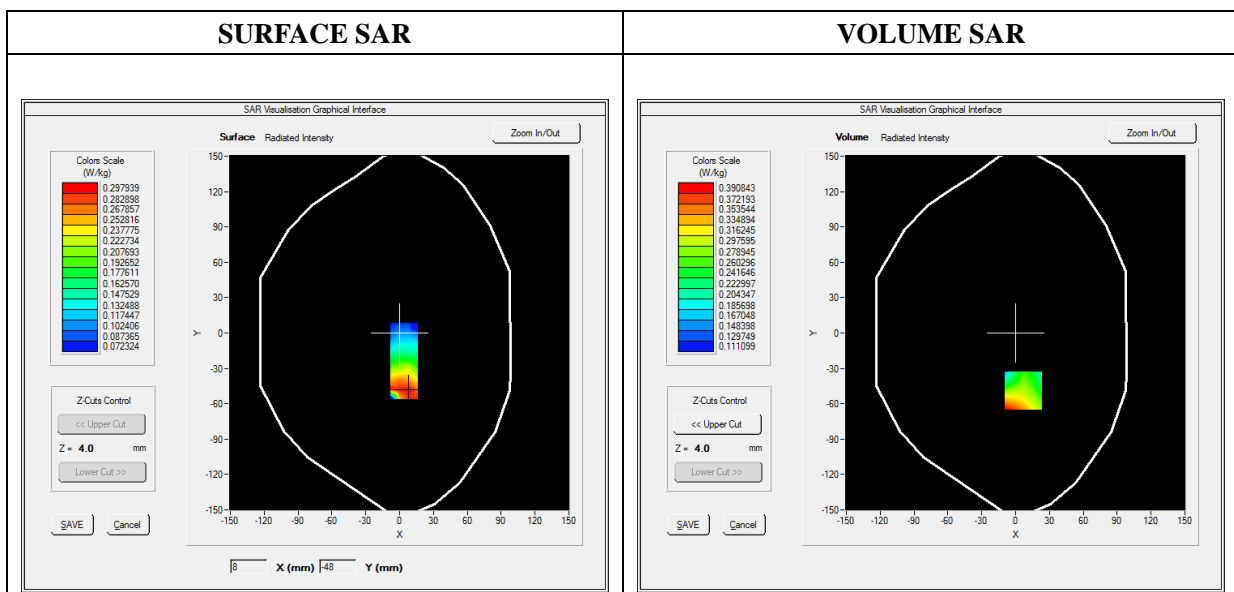 SURFACE SAR
VOLUME SAR
SAR Visualisation Graphical Interface
Surface Radiated Intensity
Zoom In/Out
Colors Scale
(W/kg)
0.297939
0.282898
0.267857
0.252816
0.237775
0.222734
0.207693
0.192652
0.177611
0.162570
0.147529
0.132488
0.117447
0.102406
0.087365
0.072324
150
120
90
60
30
0
-30
-60
-90
-120
-150
Y
-150 -120 -90 -60 -30 0 30 60 90 120 150
X
Z-Cuts Control
<< Upper Cut
Z = 4.0 mm
Lower Cut >>
SAVE Cancel
8 X (mm) -48 Y (mm)
SAR Visualisation Graphical Interface
Volume Radiated Intensity
Zoom In/Out
Colors Scale
(W/kg)
0.390843
0.372193
0.353544
0.334894
0.316245
0.297595
0.278945
0.260296
0.241646
0.222997
0.204347
0.185698
0.167048
0.148398
0.129749
0.111099
150
120
90
60
30
0
-30
-60
-90
-120
-150
Y
-150 -120 -90 -60 -30 0 30 60 90 120 150
X
Z-Cuts Control
<< Upper Cut
Z = 4.0 mm
Lower Cut >>
SAVE Cancel